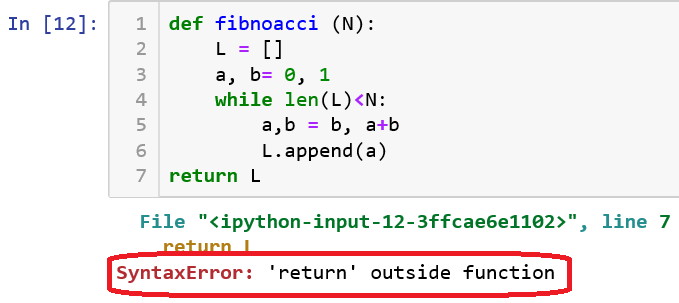 In [12]:
1 def fibnoacci (N):
2     L = []
3     a, b= 0, 1
4     while len(L)<N:
5         a,b = b, a+b
6         L.append(a)
7 return L
File "<ipython-input-12-3ffcae6e1102>", line 7
return L
SyntaxError: 'return' outside function